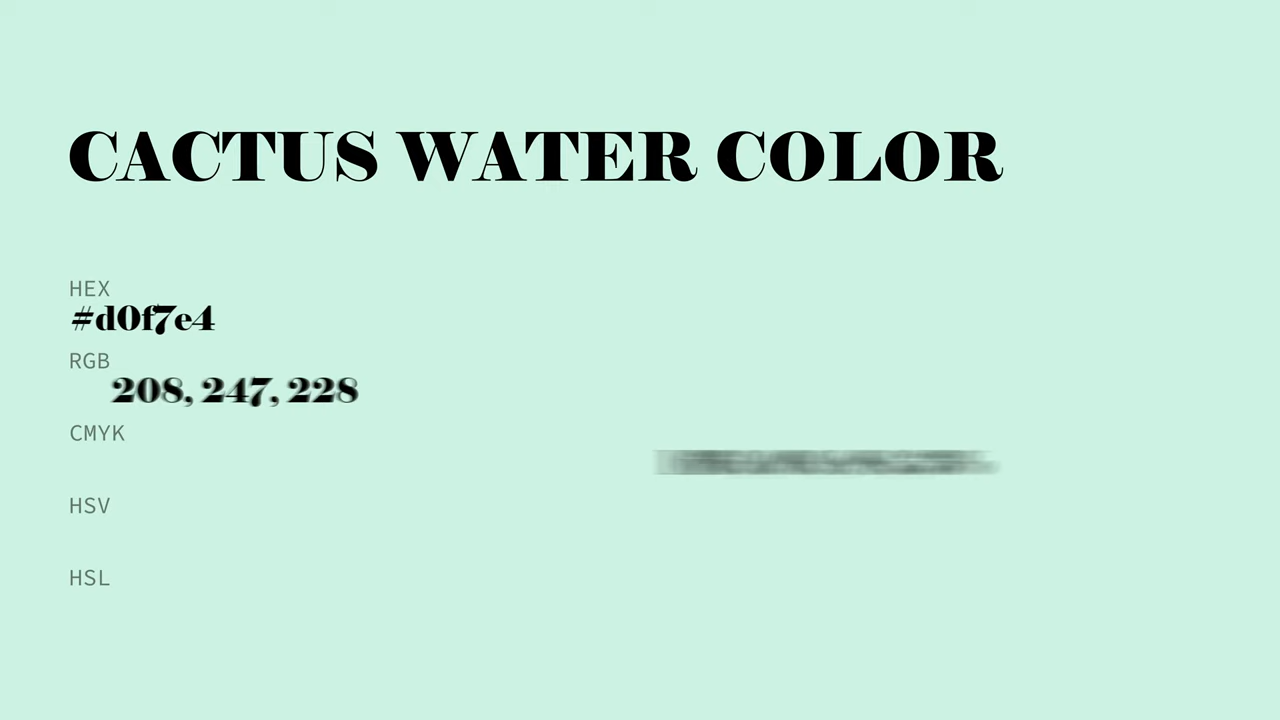 CACTUS WATER COLOR
HEX
#d0f7e4
RGB
208, 247, 228
CMYK
HSV
HSL